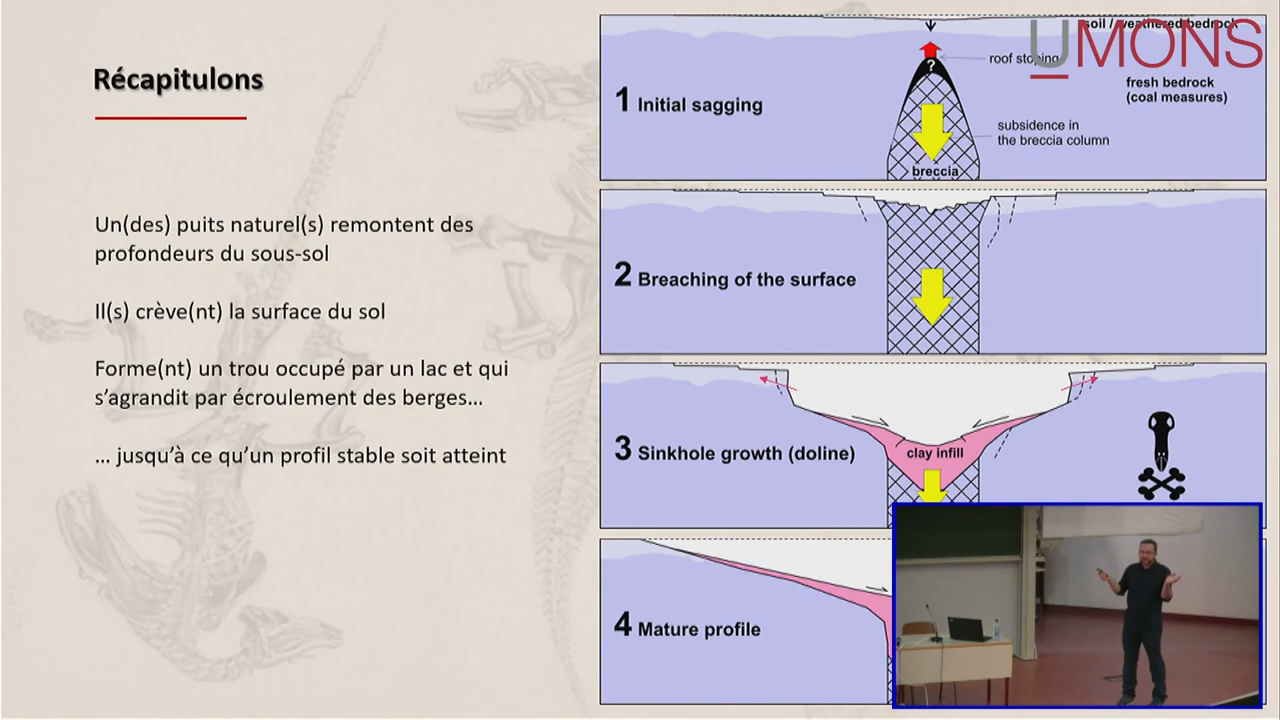 Récapitulons
Un(des) puits naturel(s) remontent des
profondeurs du sous-sol
Il(s) crève(nt) la surface du sol
Forme(nt) un trou occupé par un lac et qui
s’agrandit par écroulement des berges…
… jusqu’à ce qu’un profil stable soit atteint
soil / weathered bedrock
UMONS
?
roof stoping
fresh bedrock
(coal measures)
1 Initial sagging
subsidence in
the breccia column
breccia
2 Breaching of the surface
3 Sinkhole growth (doline)
clay infill
4 Mature profile